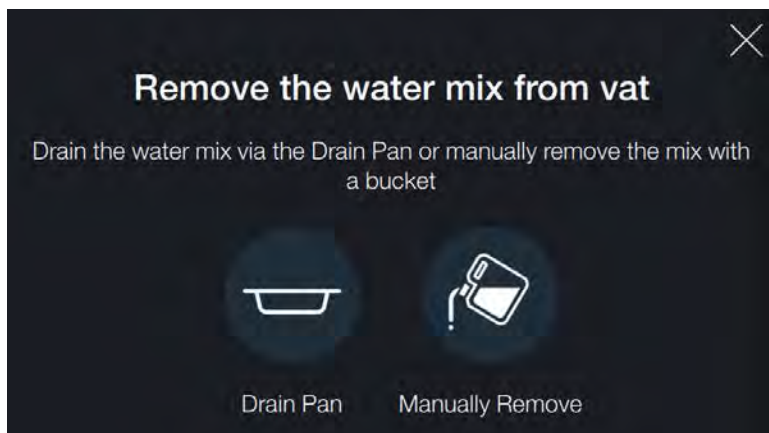 Remove the water mix from vat
Drain the water mix via the Drain Pan or manually remove the mix with
a bucket
Drain Pan
Manually Remove